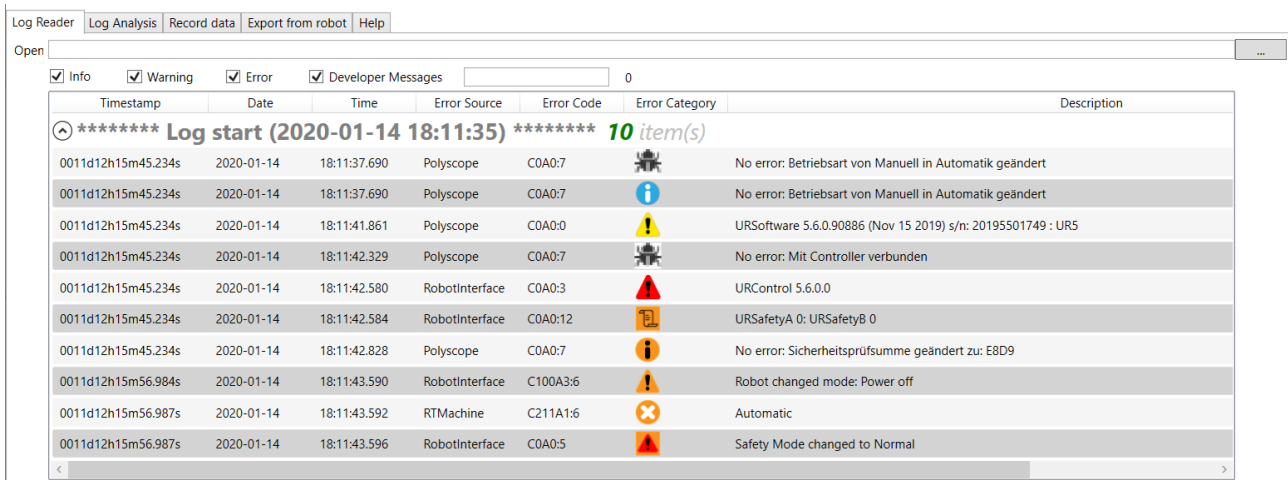 Log Reader Log Analysis Record data Export from robot Help
Open ...
Info Warning Error Developer Messages 0
Timestamp Date Time Error Source Error Code Error Category Description
******** Log start (2020-01-14 18:11:35) ******** 10 item(s)
0011d12h15m45.234s 2020-01-14 18:11:37.690 Polyscope C0A0:7 No error: Betriebsart von Manuell in Automatik geändert
0011d12h15m45.234s 2020-01-14 18:11:37.690 Polyscope C0A0:7 No error: Betriebsart von Manuell in Automatik geändert
0011d12h15m45.234s 2020-01-14 18:11:41.861 Polyscope C0A0:0 URSoftware 5.6.0.90886 (Nov 15 2019) s/n: 20195501749 : UR5
0011d12h15m45.234s 2020-01-14 18:11:42.329 Polyscope C0A0:7 No error: Mit Controller verbunden
0011d12h15m45.234s 2020-01-14 18:11:42.580 RobotInterface C0A0:3 URControl 5.6.0.0
0011d12h15m45.234s 2020-01-14 18:11:42.584 RobotInterface C0A0:12 URSafetyA 0: URSafetyB 0
0011d12h15m45.234s 2020-01-14 18:11:42.828 Polyscope C0A0:7 No error: Sicherheitsprüfsumme geändert zu: E8D9
0011d12h15m56.984s 2020-01-14 18:11:43.590 RobotInterface C100A3:6 Robot changed mode: Power off
0011d12h15m56.987s 2020-01-14 18:11:43.592 RTMachine C211A1:6 Automatic
0011d12h15m56.987s 2020-01-14 18:11:43.596 RobotInterface C0A0:5 Safety Mode changed to Normal